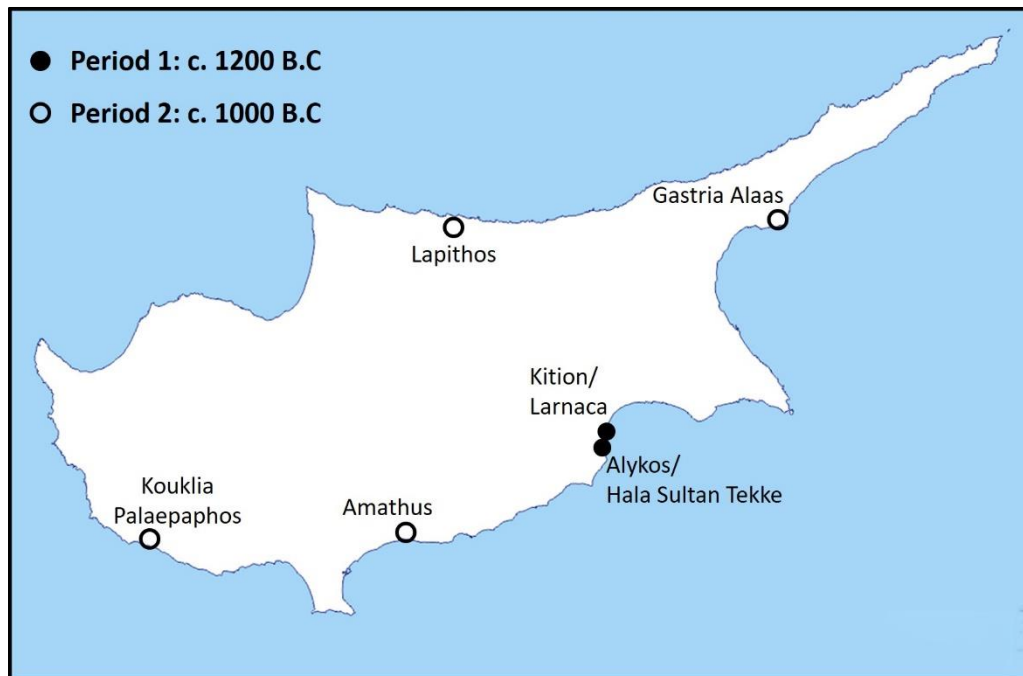 Period 1: c. 1200 B.C
Period 2: c. 1000 B.C
Gastria Alaas
Lapithos
Kition/
Larnaca
Alykos/
Hala Sultan Tekke
Kouklia
Palaepaphos
Amathus